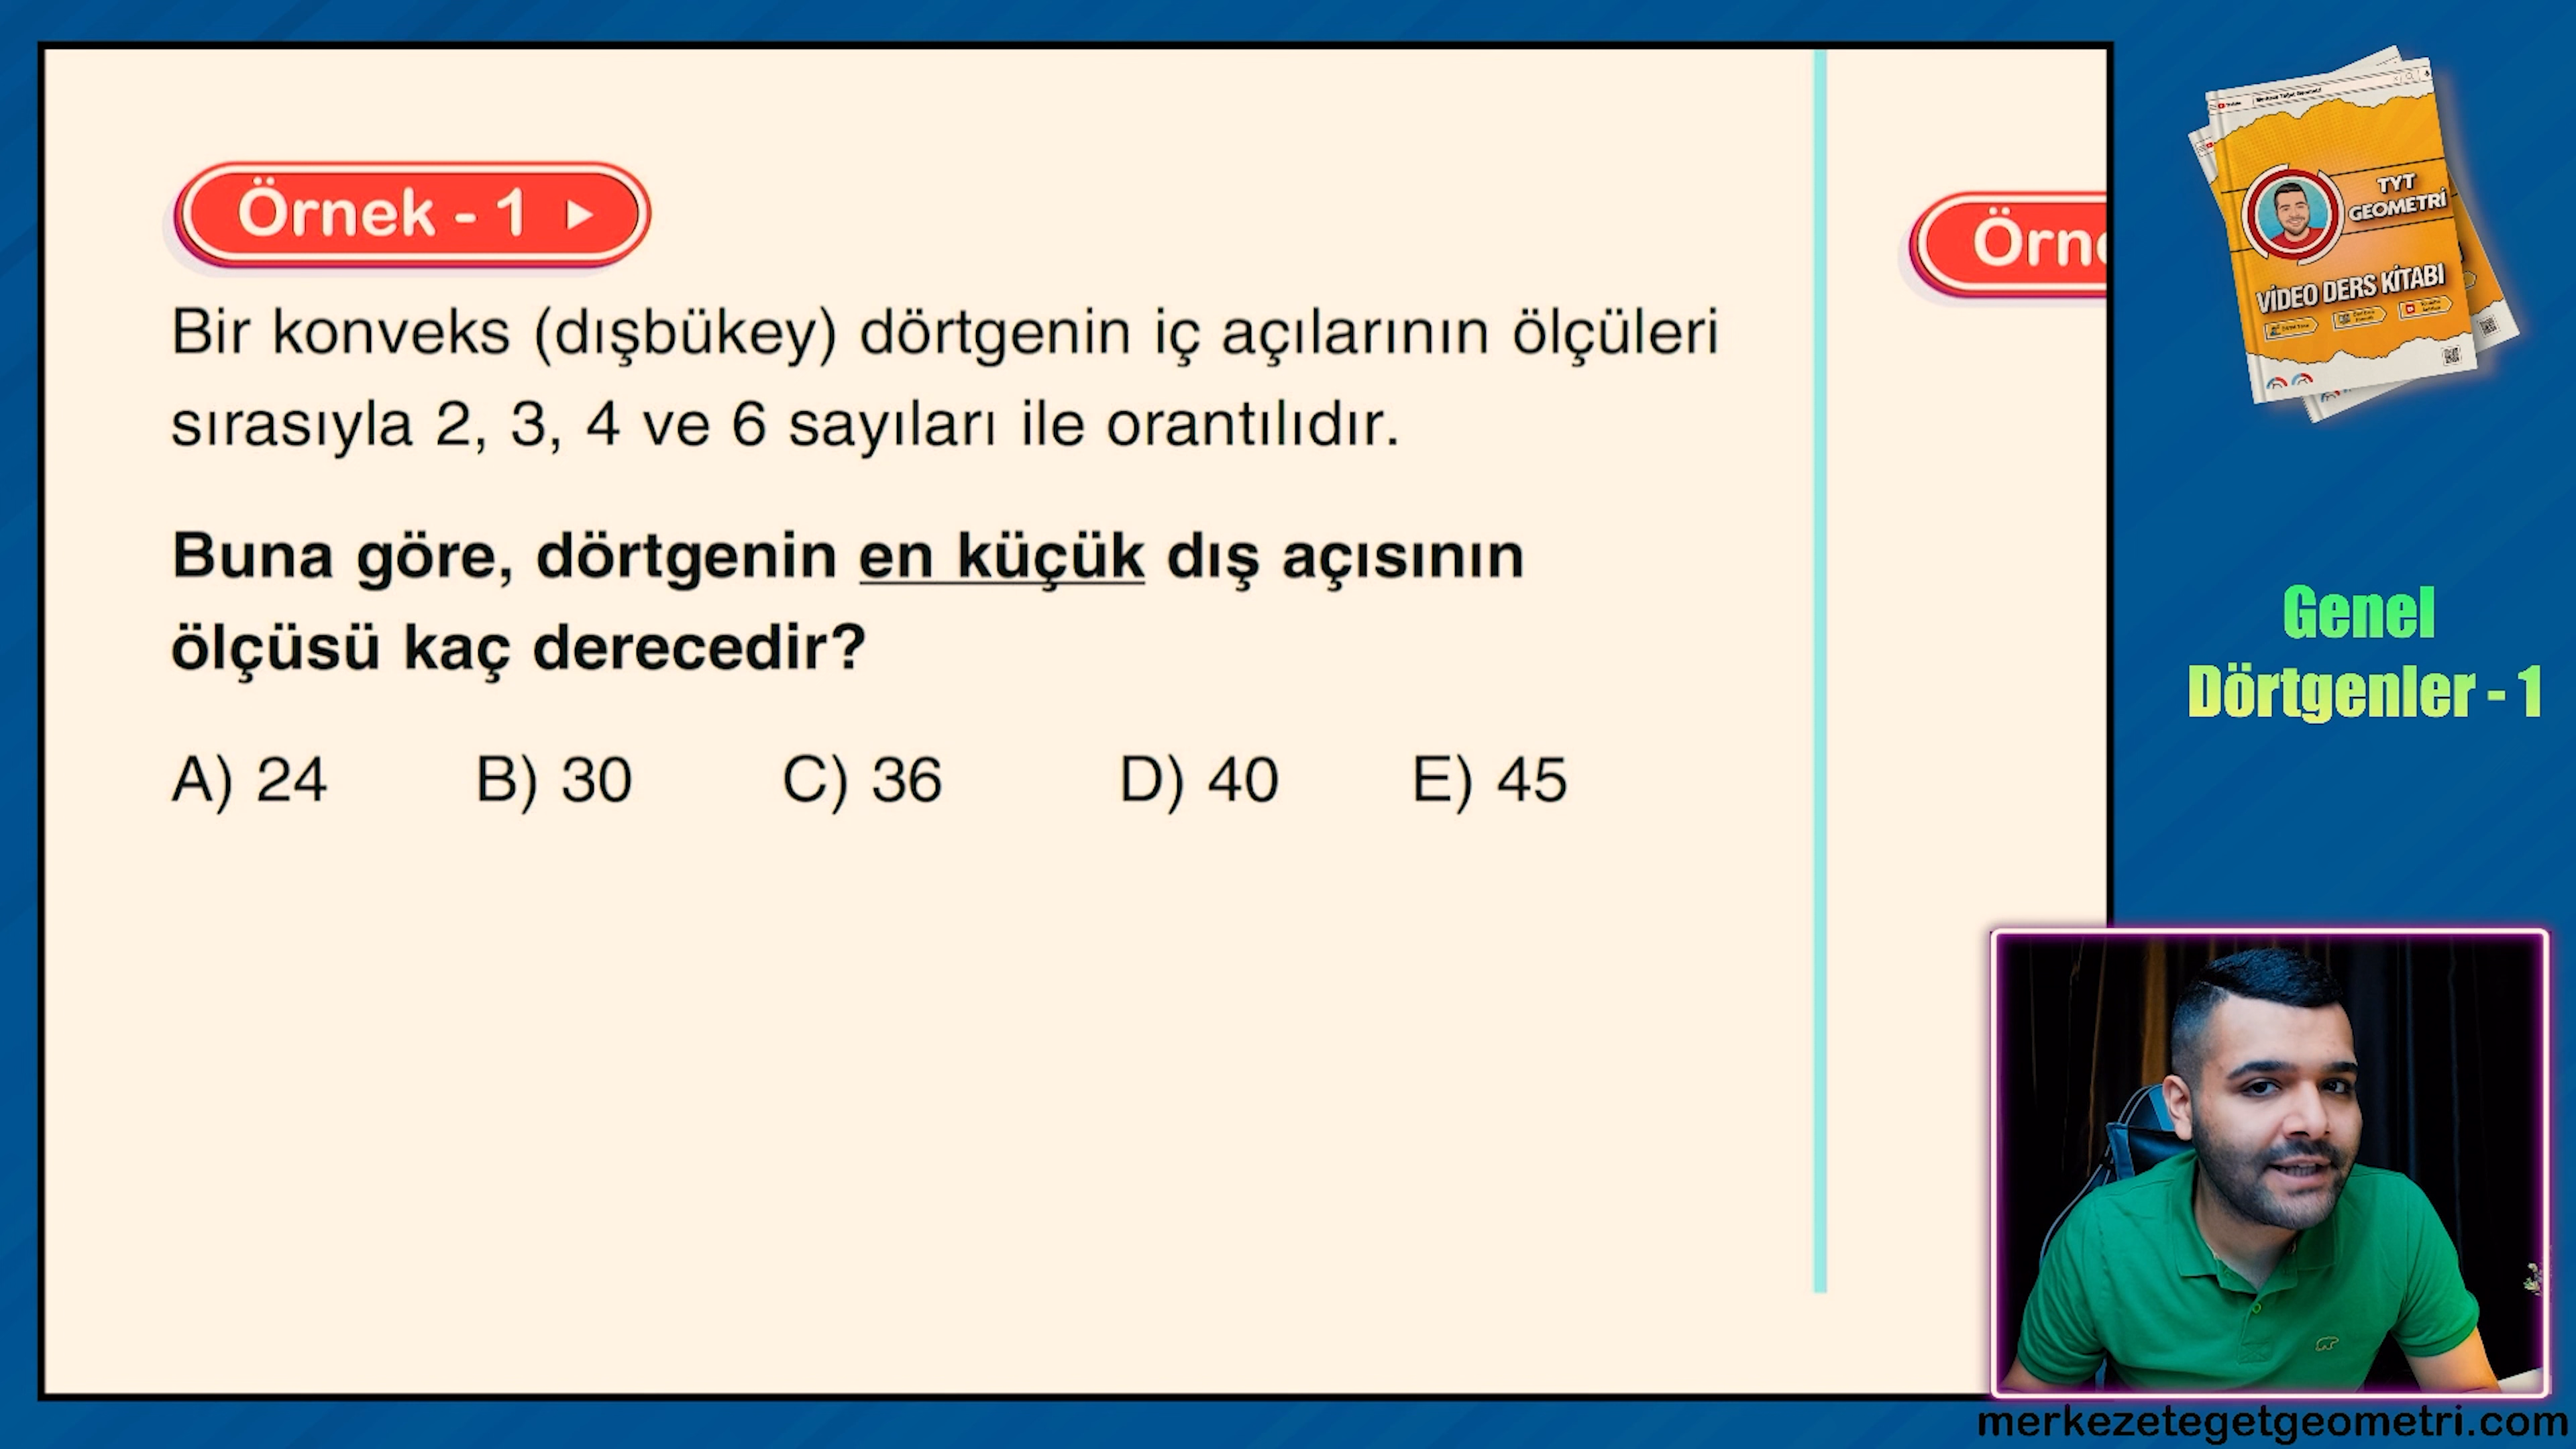 Örnek - 1
Bir konveks (dışbükey) dörtgenin iç açılarının ölçüleri
sırasıyla 2, 3, 4 ve 6 sayıları ile orantılıdır.
Buna göre, dörtgenin en küçük dış açısının
ölçüsü kaç derecedir?
A) 24 B) 30 C) 36 D) 40 E) 45
Örn
TYT
GEOMETRİ
VİDEO DERS KİTABI
Genel
Dörtgenler - 1
merkezetegetgeometri.com